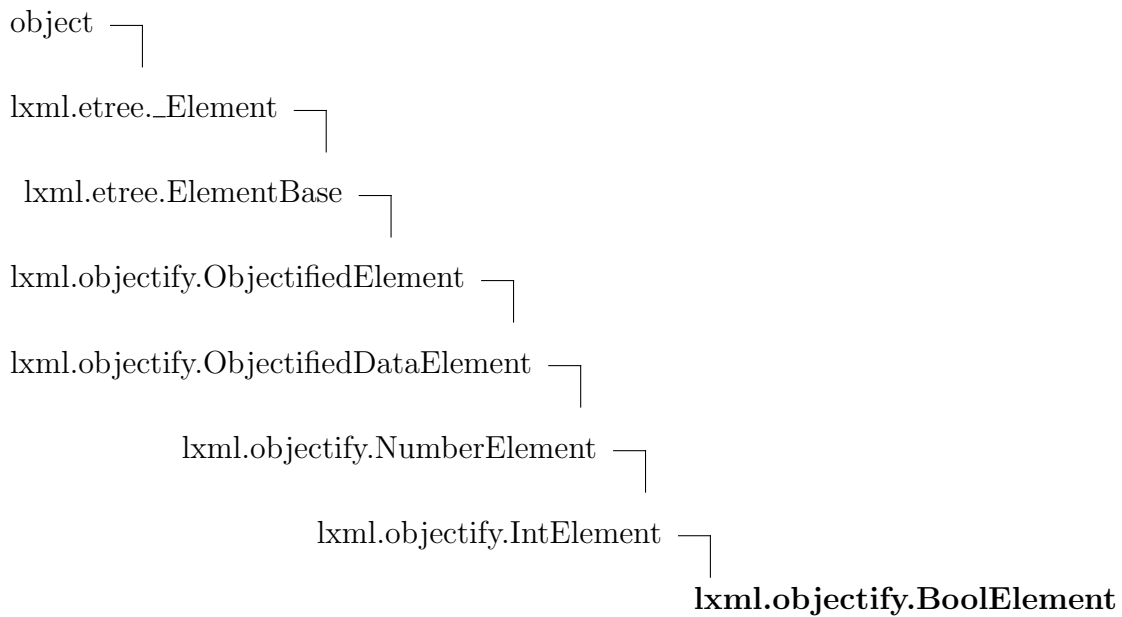 object
lxml.etree._Element
lxml.etree.ElementBase
lxml.objectify.ObjectifiedElement
lxml.objectify.ObjectifiedDataElement
lxml.objectify.NumberElement
lxml.objectify.IntElement
lxml.objectify.BoolElement